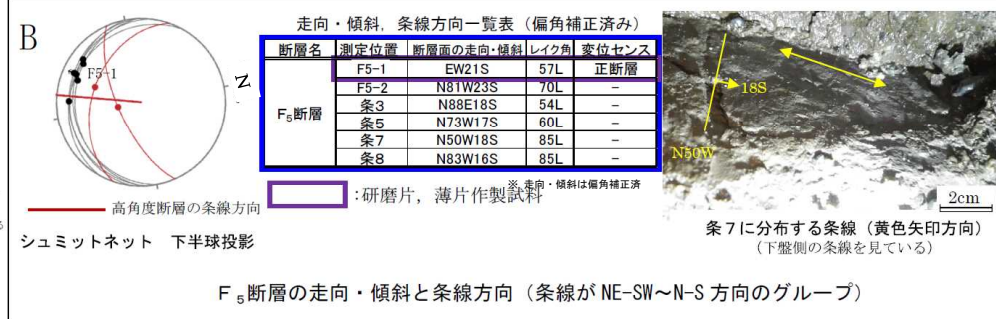 B
F5-1
N
高角度断層の条線方向
シュミットネット 下半球投影
走向・傾斜，条線方向一覧表（偏角補正済み）
断層名 測定位置 断層面の走向・傾斜 レイク角 変位センス
F₅断層
F5-1 EW21S 57L 正断層
F5-2 N81W23S 70L －
条3 N88E18S 54L －
条5 N73W17S 60L －
条7 N50W18S 85L －
条8 N83W16S 85L －
※ 走向・傾斜は偏角補正済
：研磨片，薄片作製試料
18S
N50W
2cm
条７に分布する条線（黄色矢印方向）
（下盤側の条線を見ている）
Ｆ₅断層の走向・傾斜と条線方向（条線が NE-SW～N-S 方向のグループ）